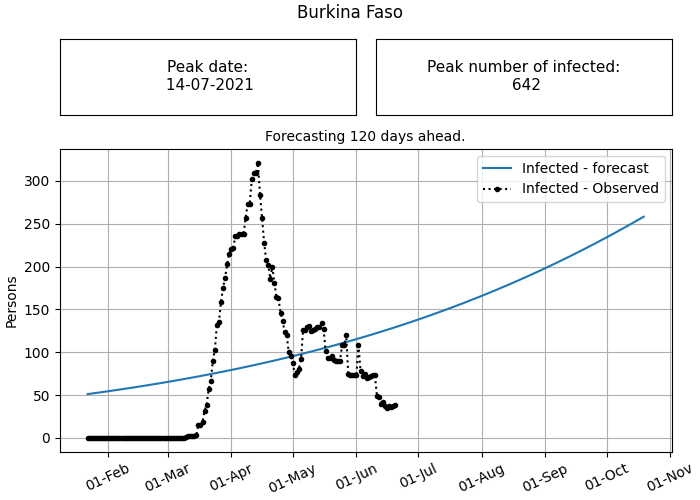 Burkina Faso
Peak date:
14-07-2021
Peak number of infected:
642
Forecasting 120 days ahead.
Infected - forecast
Infected - Observed
Persons
300
250
200
150
100
50
0
01-Feb
01-Mar
01-Apr
01-May
01-Jun
01-Jul
01-Aug
01-Sep
01-Oct
01-Nov